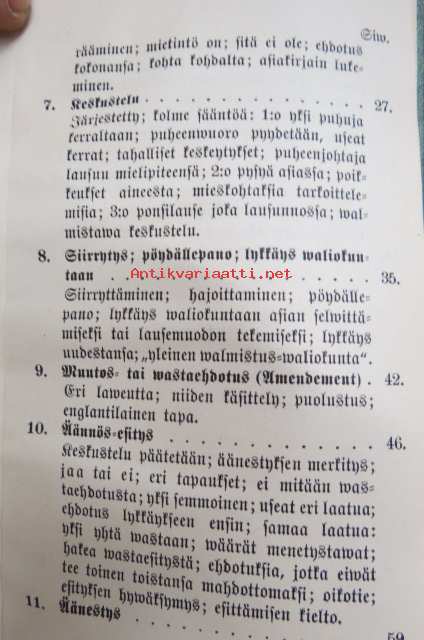 Siw.
rääminen; mietintö on; sitä ei ole; ehdotus
kokonansa; kohta kohdalta; asiakirjain luke-
minen.
7. Keskustelu . . . . . . . . . . . 27.
Järjestetty; kolme sääntöä: 1:o yksi puhuja
kerraltaan; puheenwuoro pyydetään, useat
kerrat; tahalliset keskeytykset; puheenjohtaja
lausuu mielipiteensä; 2:o pysyä asiassa; poik-
keukset aineesta; mieskohtaksia tarkoittele-
misia; 3:o ponsilause joka lausunnossa; wal-
mistawa keskustelu.
8. Siirrytys; pöydällepano; lykkäys waliokun-
taan . . . . . . . . . . . . 35.
Antikvariaatti.net
Siirryttäminen; hajoittaminen; pöydälle-
pano; lykkäys waliokuntaan asian selwittä-
miseksi tai lausemuodon tekemiseksi; lykkäys
uudestansa; „yleinen walmistus-waliokunta“.
9. Muutos- tai wastaehdotus (Amendement) . 42.
Eri laweutta; niiden käsittely; puolustus;
englantilainen tapa.
10. Äännös-esitys . . . . . . . . . . 46.
Keskustelu päätetään; äänestyksen merkitys;
jaa tai ei; eri tapaukset; ei mitään was-
taehdotusta; yksi semmoinen; useat eri laatua;
ehdotus lykkäykseen ensin; samaa laatua:
yksi yhtä wastaan; wäärät menetystawat;
hakea wastaesitystä; ehdotuksia, jotka eiwät
tee toinen toistansa mahdottomaksi; oikotie;
esityksen hywäksymys; esittämisen kielto.
11. Äänestys . . . . . . . . . . . 59.